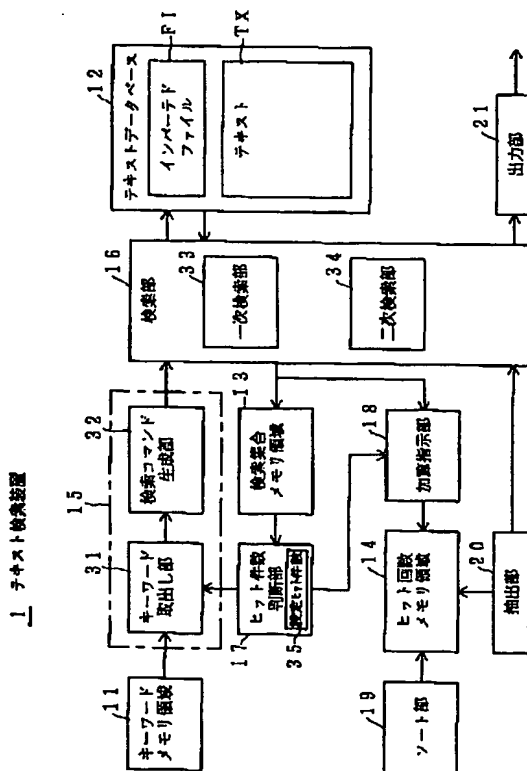 1 テキスト検索装置
11
キーワード
メモリ領域
15
31
キーワード
取出し部
32
検索コマンド
生成部
16
検索部
33
一次検索部
34
二次検索部
12
テキストデータベース
FI
インバーテド
ファイル
TX
テキスト
13
検索集合
メモリ領域
17
ヒット件数
判断部
設定ヒット件数
35
18
加算指示部
14
ヒット回数
メモリ領域
19
ソート部
20
抽出部
21
出力部